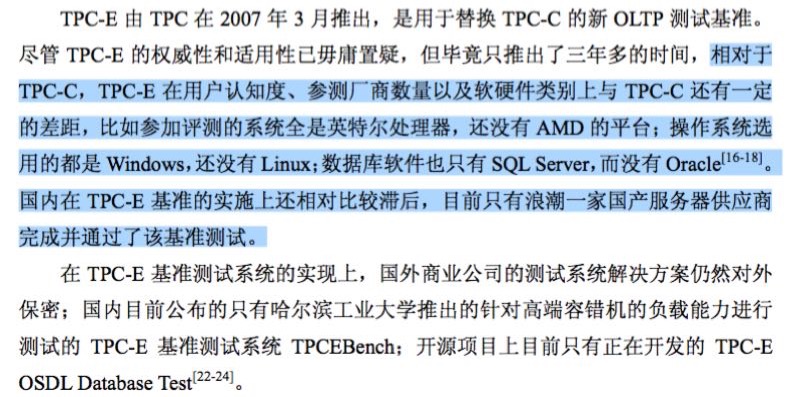 TPC-E 由 TPC 在 2007 年 3 月推出，是用于替换 TPC-C 的新 OLTP 测试基准。
尽管 TPC-E 的权威性和适用性已毋庸置疑，但毕竟只推出了三年多的时间，相对于
TPC-C，TPC-E 在用户认知度、参测厂商数量以及软硬件类别上与 TPC-C 还有一定
的差距，比如参加评测的系统全是英特尔处理器，还没有 AMD 的平台；操作系统选
用的都是 Windows，还没有 Linux；数据库软件也只有 SQL Server，而没有 Oracle[16-18]。
国内在 TPC-E 基准的实施上还相对比较滞后，目前只有浪潮一家国产服务器供应商
完成并通过了该基准测试。
在 TPC-E 基准测试系统的实现上，国外商业公司的测试系统解决方案仍然对外
保密；国内目前公布的只有哈尔滨工业大学推出的针对高端容错机的负载能力进行
测试的 TPC-E 基准测试系统 TPCEBench；开源项目上目前只有正在开发的 TPC-E
OSDL Database Test[22-24]。